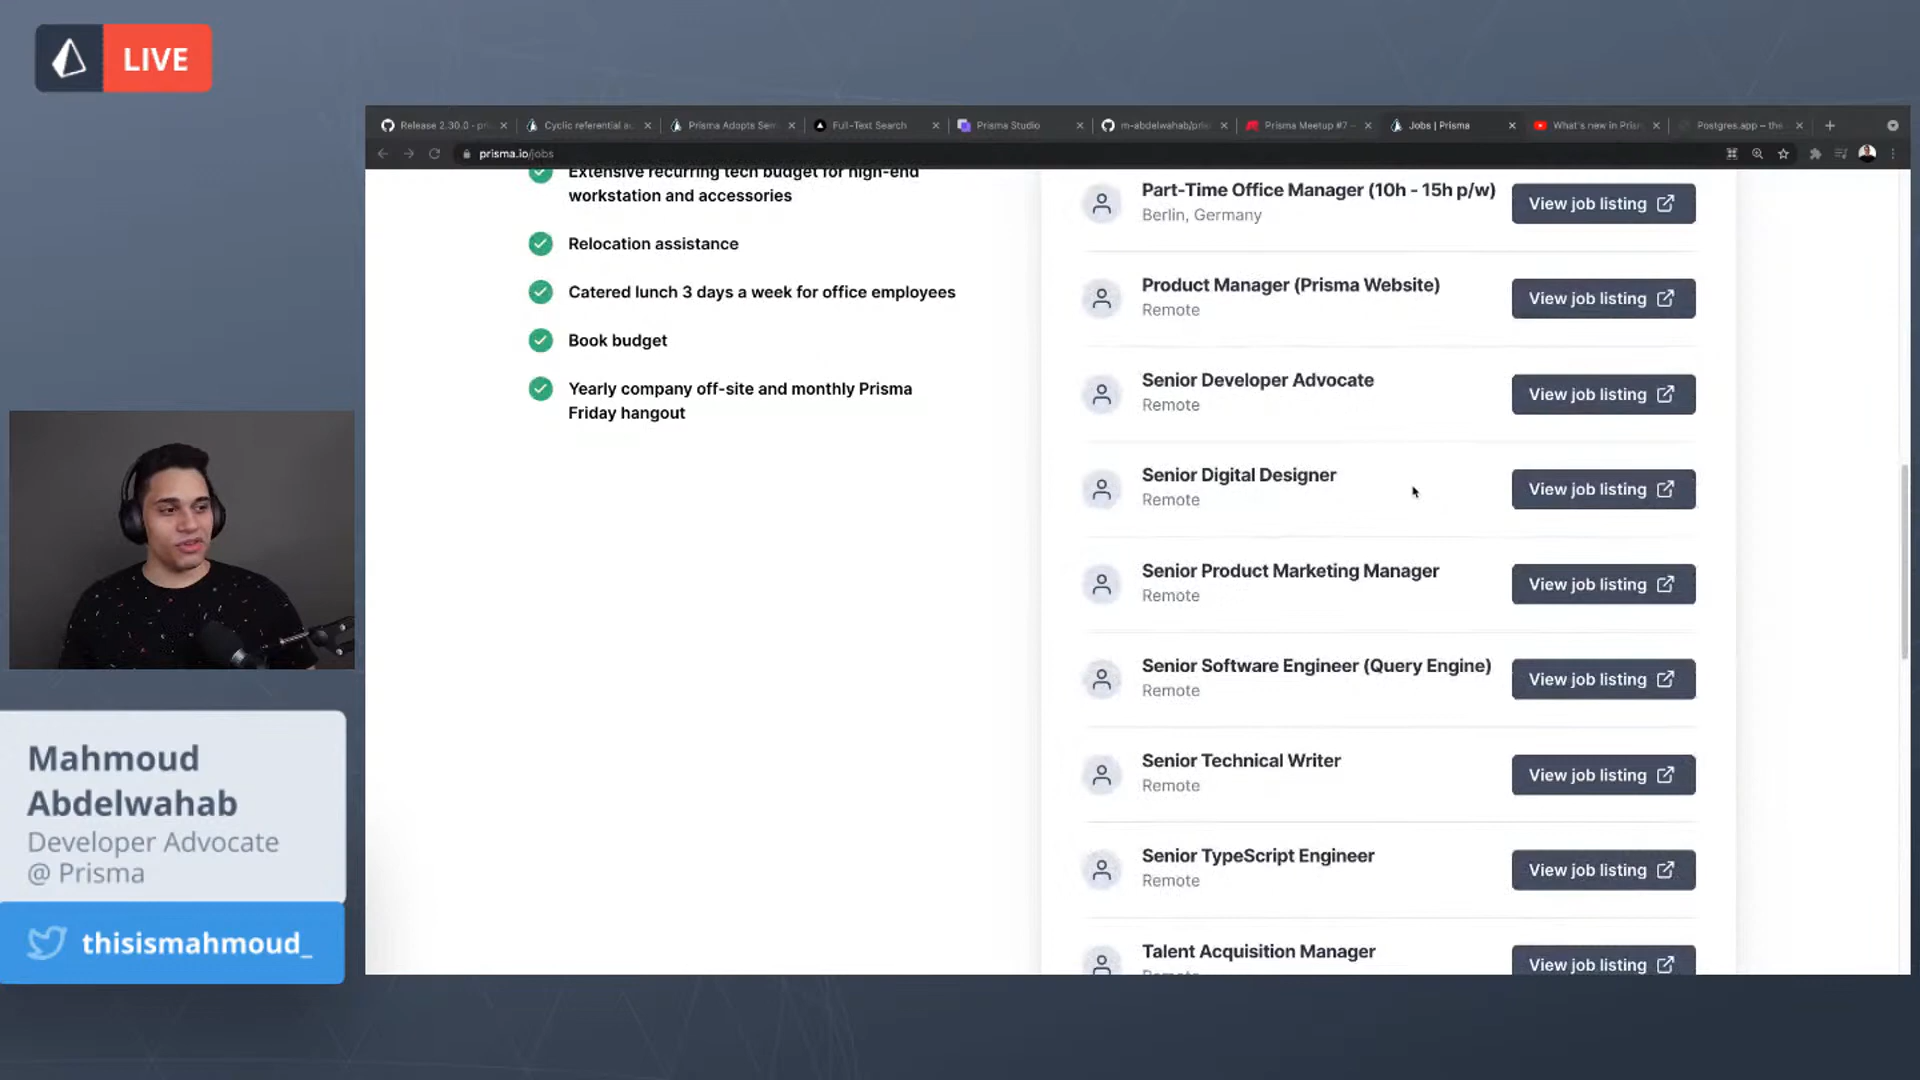 LIVE
Release 2.30.0 · pri
Cyclic referential ac
Prisma Adopts Sem
Full-Text Search
Prisma Studio
m-abdelwahab/pris
Prisma Meetup #7 –
Jobs | Prisma
What's new in Prism
Postgres.app – the
prisma.io/jobs
Extensive recurring tech budget for high-end
workstation and accessories
Relocation assistance
Catered lunch 3 days a week for office employees
Book budget
Yearly company off-site and monthly Prisma
Friday hangout
Part-Time Office Manager (10h - 15h p/w)
Berlin, Germany
View job listing
Product Manager (Prisma Website)
Remote
View job listing
Senior Developer Advocate
Remote
View job listing
Senior Digital Designer
Remote
View job listing
Senior Product Marketing Manager
Remote
View job listing
Senior Software Engineer (Query Engine)
Remote
View job listing
Senior Technical Writer
Remote
View job listing
Senior TypeScript Engineer
Remote
View job listing
Talent Acquisition Manager
Remote
View job listing
Mahmoud
Abdelwahab
Developer Advocate
@ Prisma
thisismahmoud_